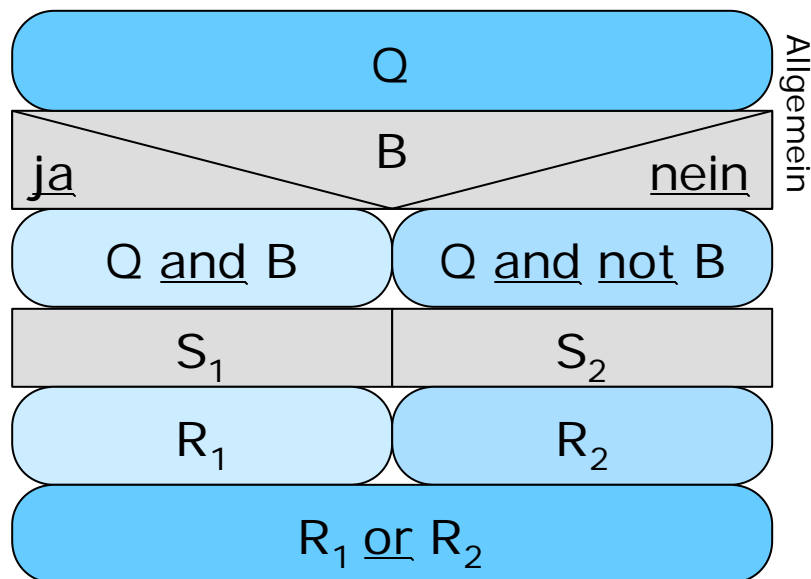 Q
Allgemein
B
ja nein
Q and B Q and not B
S₁ S₂
R₁ R₂
R₁ or R₂